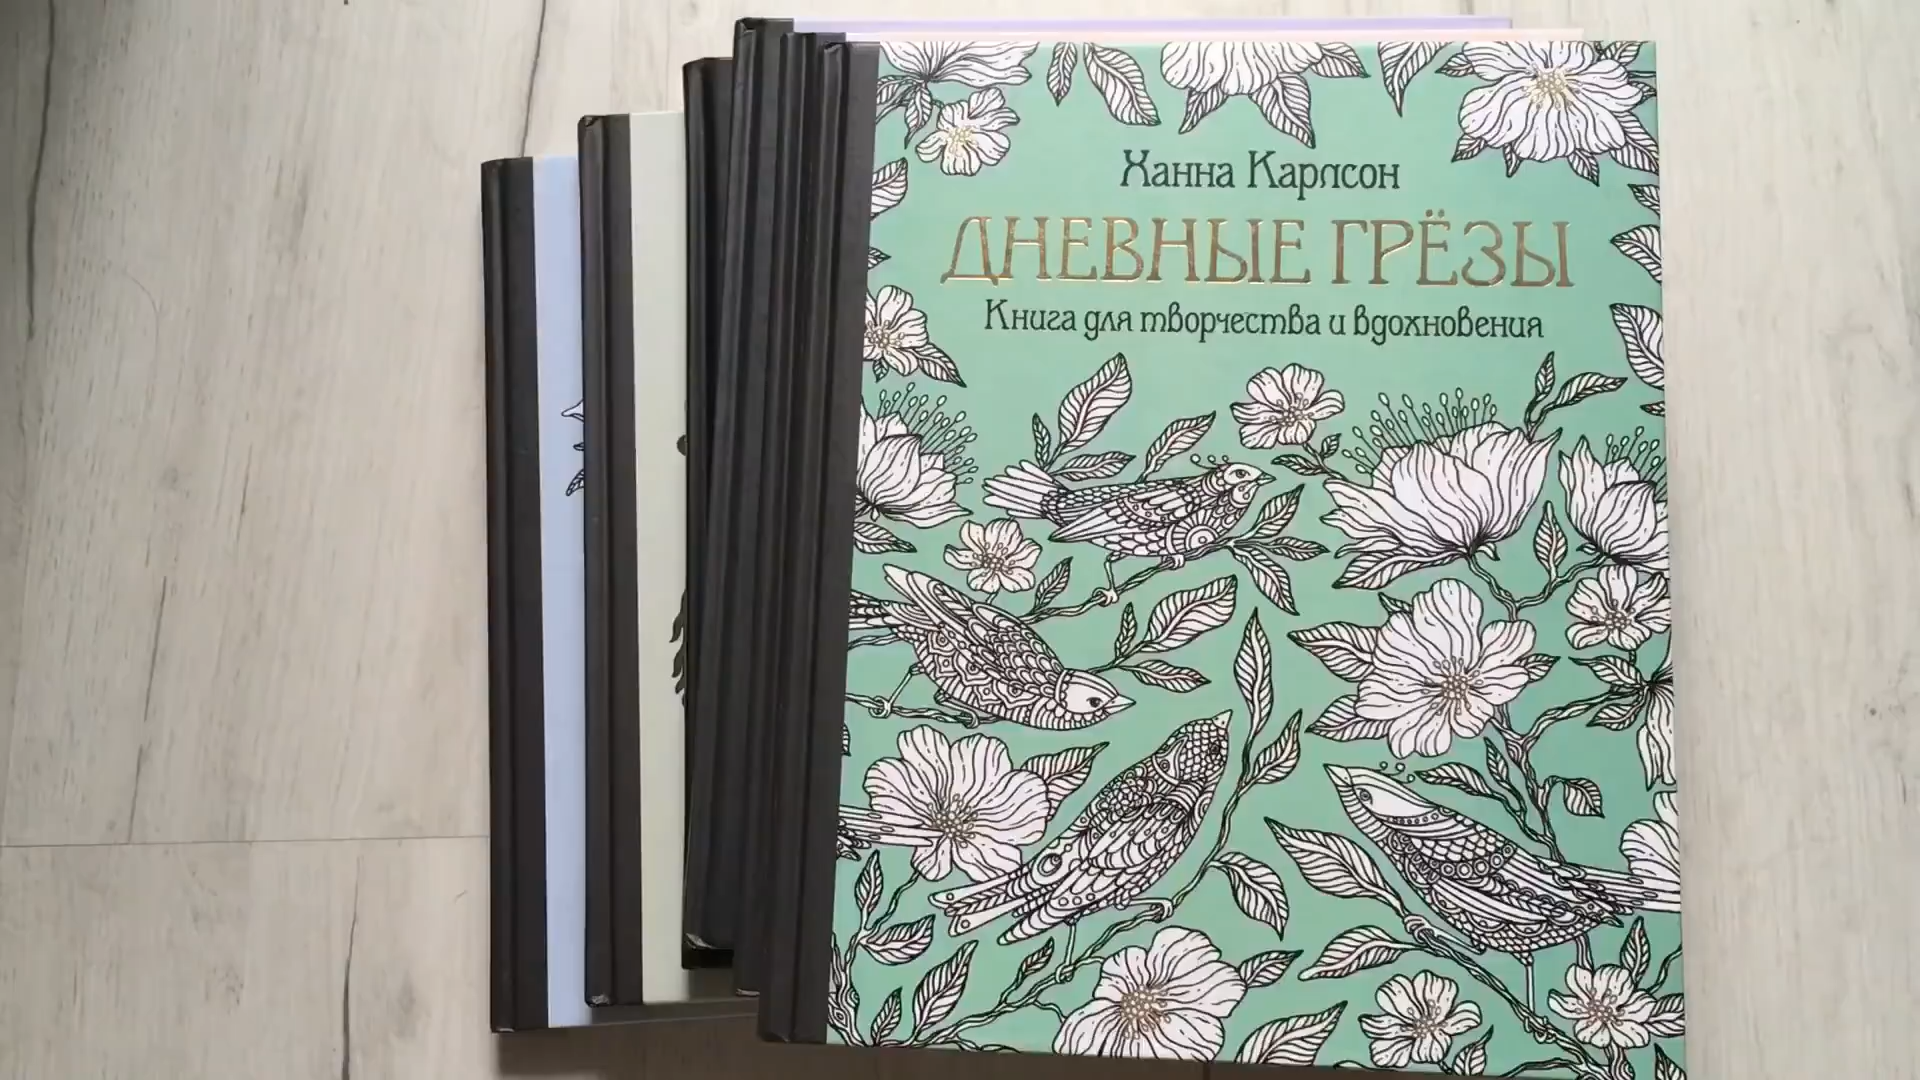 Ханна Карлсон
ДНЕВНЫЕ ГРЁЗЫ
Книга для творчества и вдохновения